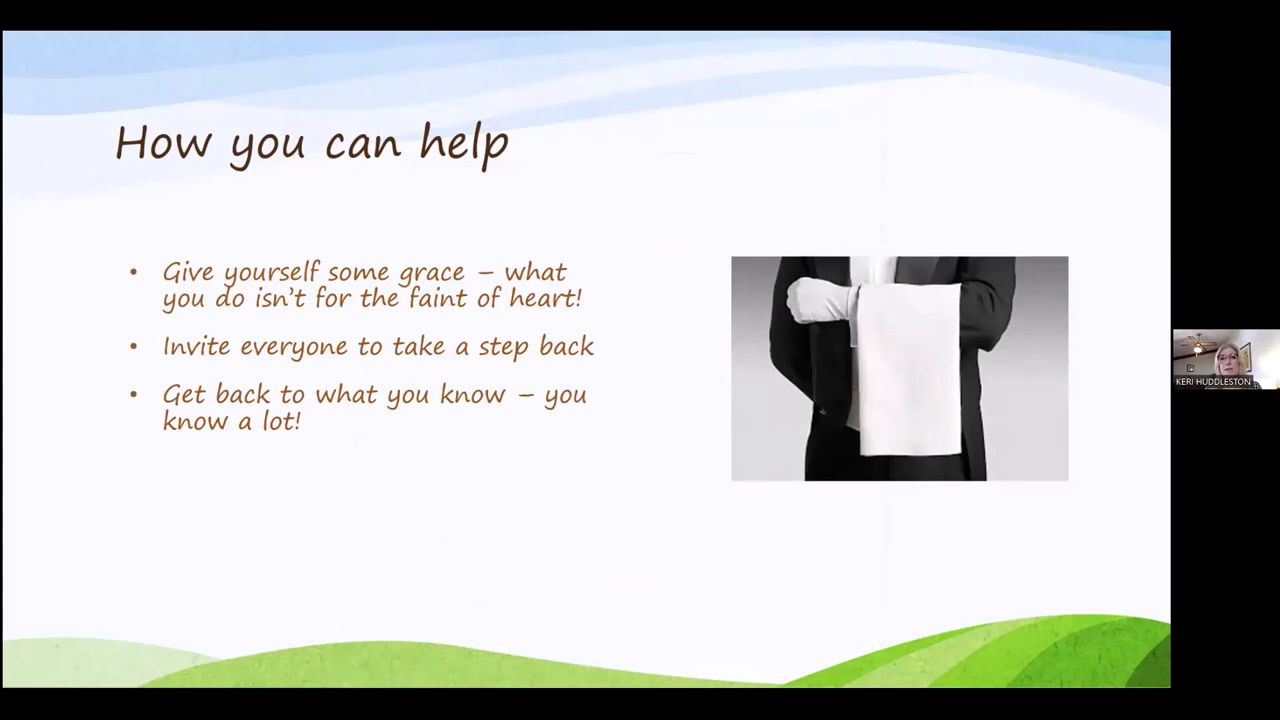 How you can help
• Give yourself some grace – what
you do isn't for the faint of heart!
• Invite everyone to take a step back
• Get back to what you know – you
know a lot!
KERI HUDDLESTON